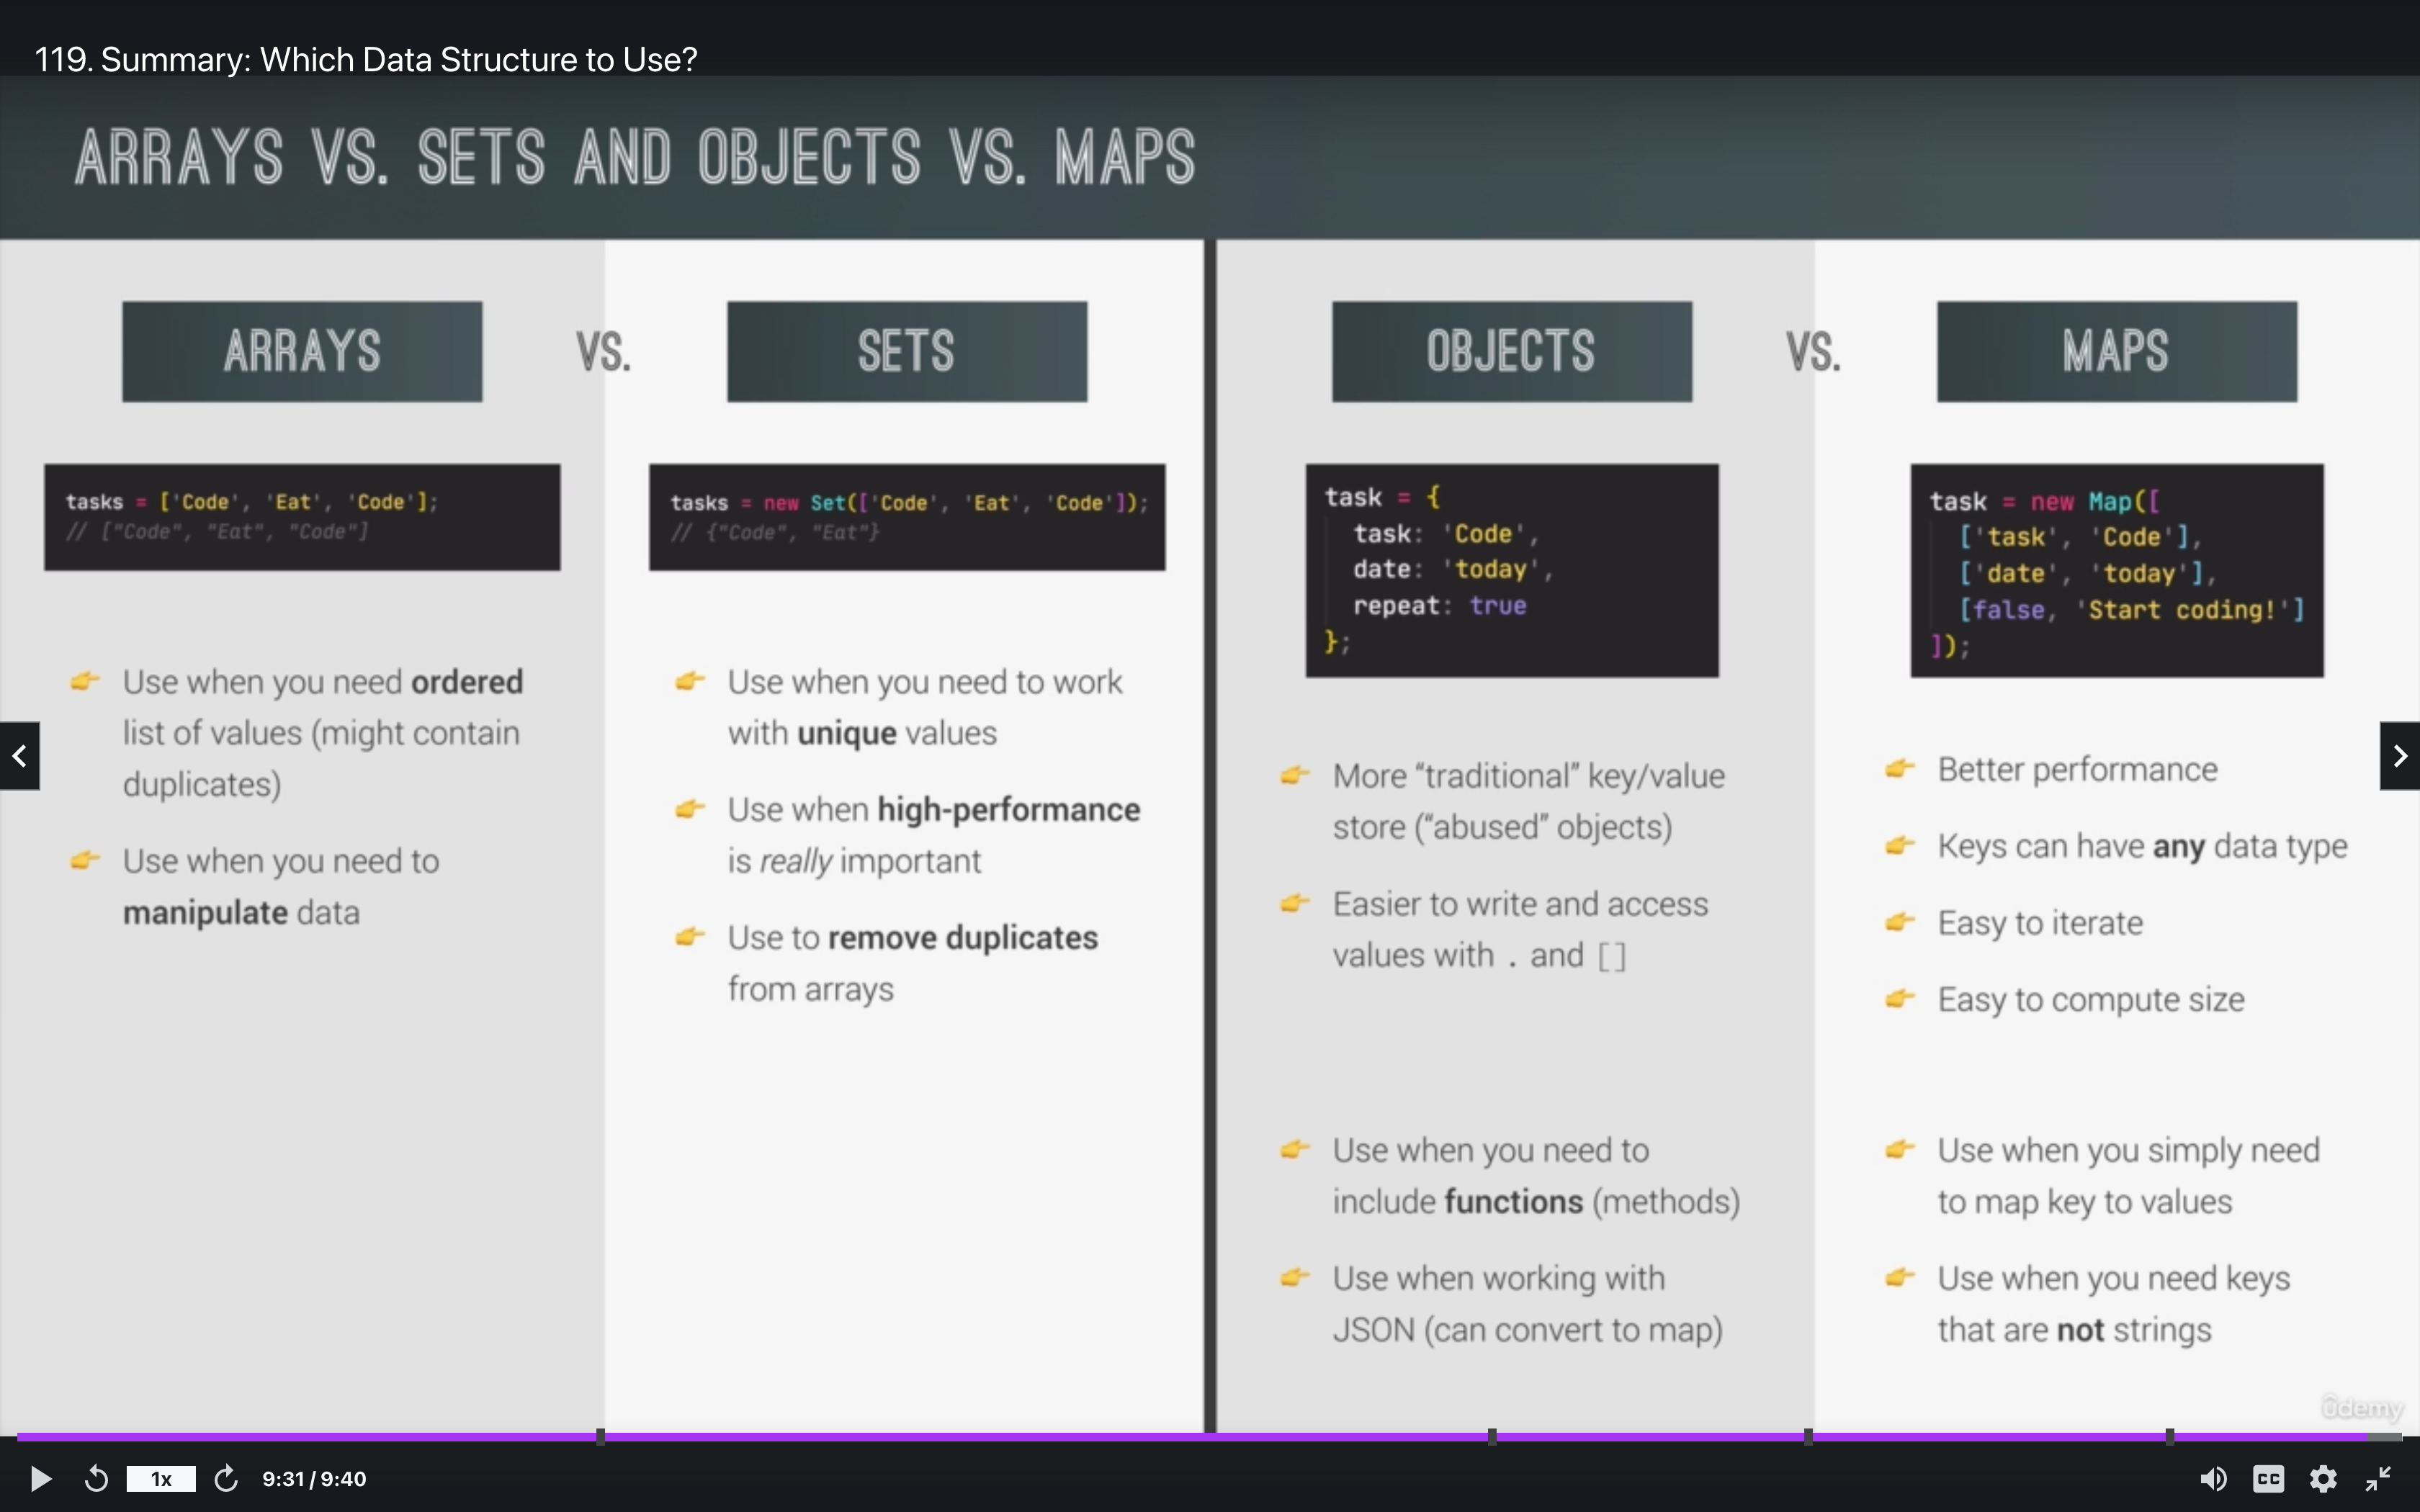 119. Summary: Which Data Structure to Use?
ARRAYS VS. SETS AND OBJECTS VS. MAPS
ARRAYS
VS.
SETS
tasks = ['Code', 'Eat', 'Code'];
// ["Code", "Eat", "Code"]
tasks = new Set(['Code', 'Eat', 'Code']);
// {"Code", "Eat"}
👉 Use when you need ordered
list of values (might contain
duplicates)
👉 Use when you need to
manipulate data
👉 Use when you need to work
with unique values
👉 Use when high-performance
is really important
👉 Use to remove duplicates
from arrays
OBJECTS
VS.
MAPS
task = {
task: 'Code',
date: 'today',
repeat: true
};
task = new Map([
['task', 'Code'],
['date', 'today'],
[false, 'Start coding!']
]);
👉 More “traditional” key/value
store (“abused” objects)
👉 Easier to write and access
values with . and []
👉 Use when you need to
include functions (methods)
👉 Use when working with
JSON (can convert to map)
👉 Better performance
👉 Keys can have any data type
👉 Easy to iterate
👉 Easy to compute size
👉 Use when you simply need
to map key to values
👉 Use when you need keys
that are not strings
ûdemy
1x
9:31 / 9:40
CC